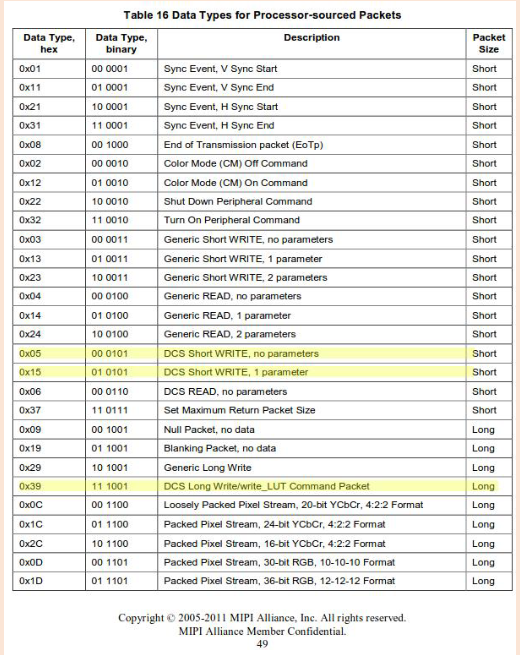 Table 16 Data Types for Processor-sourced Packets
Data Type, hex Data Type, binary Description Packet Size
0x01 00 0001 Sync Event, V Sync Start Short
0x11 01 0001 Sync Event, V Sync End Short
0x21 10 0001 Sync Event, H Sync Start Short
0x31 11 0001 Sync Event, H Sync End Short
0x08 00 1000 End of Transmission packet (EoTp) Short
0x02 00 0010 Color Mode (CM) Off Command Short
0x12 01 0010 Color Mode (CM) On Command Short
0x22 10 0010 Shut Down Peripheral Command Short
0x32 11 0010 Turn On Peripheral Command Short
0x03 00 0011 Generic Short WRITE, no parameters Short
0x13 01 0011 Generic Short WRITE, 1 parameter Short
0x23 10 0011 Generic Short WRITE, 2 parameters Short
0x04 00 0100 Generic READ, no parameters Short
0x14 01 0100 Generic READ, 1 parameter Short
0x24 10 0100 Generic READ, 2 parameters Short
0x05 00 0101 DCS Short WRITE, no parameters Short
0x15 01 0101 DCS Short WRITE, 1 parameter Short
0x06 00 0110 DCS READ, no parameters Short
0x37 11 0111 Set Maximum Return Packet Size Short
0x09 00 1001 Null Packet, no data Long
0x19 01 1001 Blanking Packet, no data Long
0x29 10 1001 Generic Long Write Long
0x39 11 1001 DCS Long Write/write_LUT Command Packet Long
0x0C 00 1100 Loosely Packed Pixel Stream, 20-bit YCbCr, 4:2:2 Format Long
0x1C 01 1100 Packed Pixel Stream, 24-bit YCbCr, 4:2:2 Format Long
0x2C 10 1100 Packed Pixel Stream, 16-bit YCbCr, 4:2:2 Format Long
0x0D 00 1101 Packed Pixel Stream, 30-bit RGB, 10-10-10 Format Long
0x1D 01 1101 Packed Pixel Stream, 36-bit RGB, 12-12-12 Format Long
Copyright © 2005-2011 MIPI Alliance, Inc. All rights reserved.
MIPI Alliance Member Confidential.
49